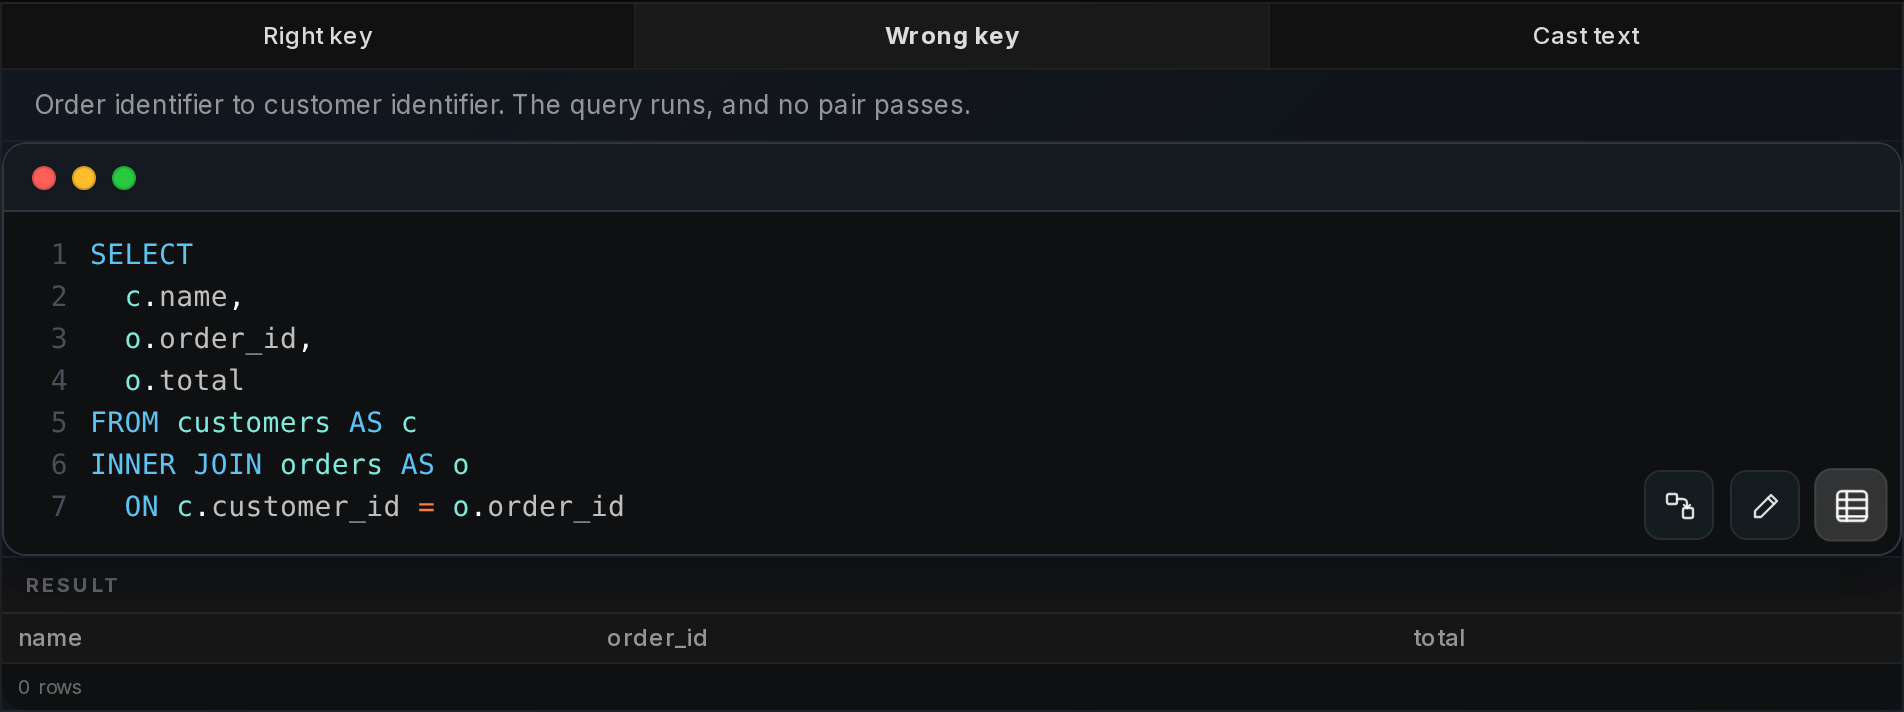 Right key
Wrong key
Cast text
Order identifier to customer identifier. The query runs, and no pair passes.
1 SELECT
2   c.name,
3   o.order_id,
4   o.total
5 FROM customers AS c
6 INNER JOIN orders AS o
7   ON c.customer_id = o.order_id
RESULT
name order_id total
0 rows